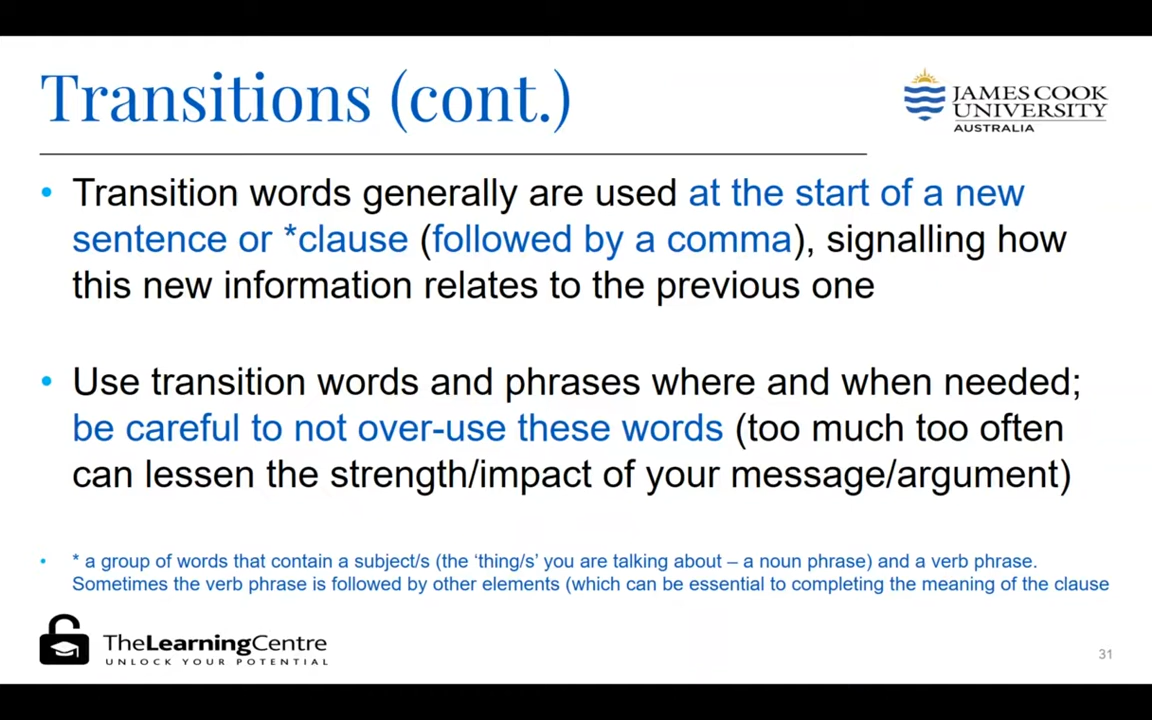 Transitions (cont.)
JAMES COOK
UNIVERSITY
AUSTRALIA
• Transition words generally are used at the start of a new
sentence or *clause (followed by a comma), signalling how
this new information relates to the previous one
• Use transition words and phrases where and when needed;
be careful to not over-use these words (too much too often
can lessen the strength/impact of your message/argument)
• * a group of words that contain a subject/s (the ‘thing/s’ you are talking about – a noun phrase) and a verb phrase.
Sometimes the verb phrase is followed by other elements (which can be essential to completing the meaning of the clause
TheLearningCentre
UNLOCK YOUR POTENTIAL
31